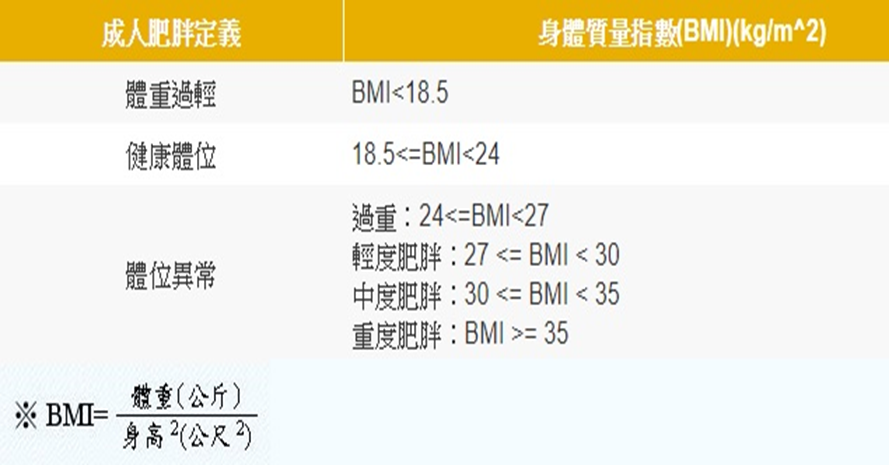 成人肥胖定義 身體質量指數(BMI)(kg/m^2)
體重過輕 BMI<18.5
健康體位 18.5<=BMI<24
體位異常
過重：24<=BMI<27
輕度肥胖：27 <= BMI < 30
中度肥胖：30 <= BMI < 35
重度肥胖：BMI >= 35
※ BMI= 體重(公斤)
身高²(公尺²)